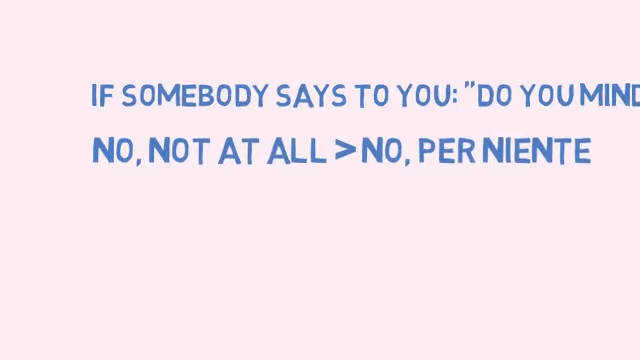 IF SOMEBODY SAYS TO YOU: "DO YOU MIND
NO, NOT AT ALL > NO, PER NIENTE